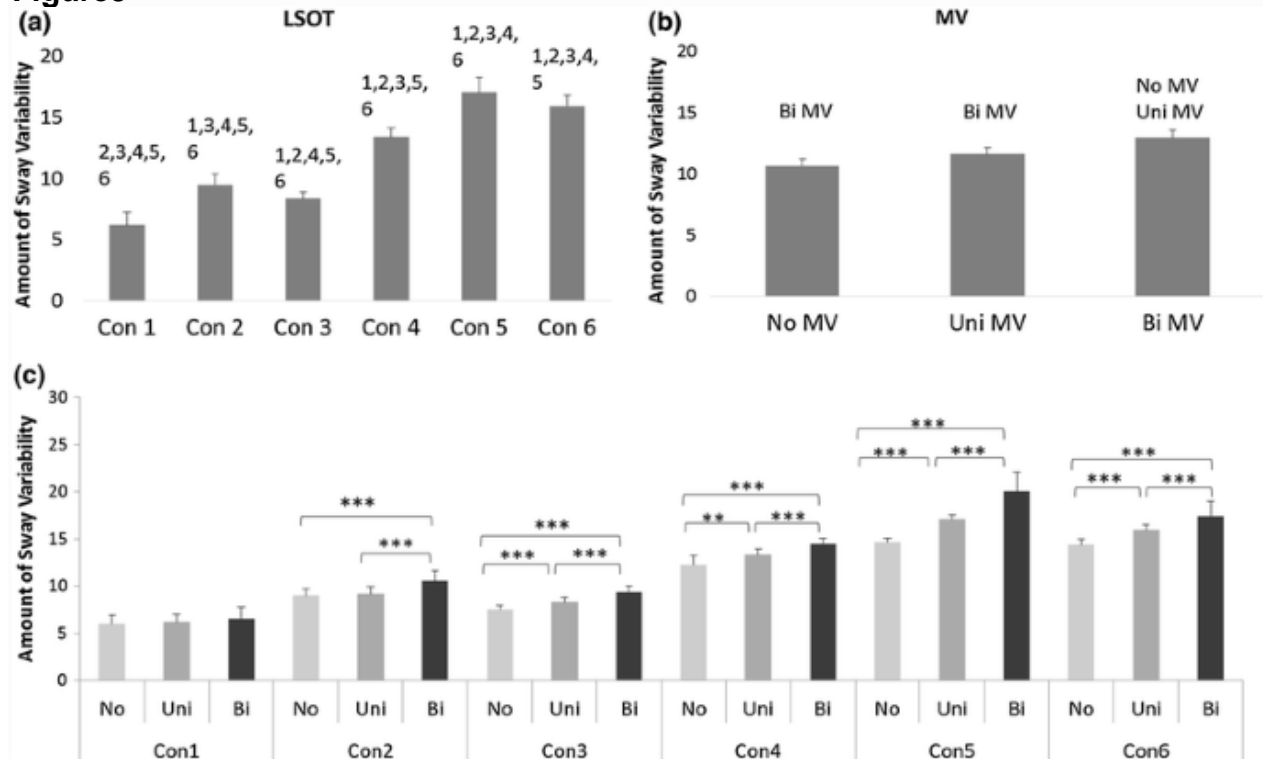 (a)
LSOT
Amount of Sway Variability
20
15
10
5
0
2,3,4,5,
6
1,3,4,5,
6
1,2,4,5,
6
1,2,3,5,
6
1,2,3,4,
6
1,2,3,4,
5
Con 1 Con 2 Con 3 Con 4 Con 5 Con 6
(b)
MV
Amount of Sway Variability
20
15
10
5
0
Bi MV
Bi MV
No MV
Uni MV
No MV Uni MV Bi MV
(c)
Amount of Sway Variability
30
25
20
15
10
5
0
***
***
***
*** ***
***
** ***
***
*** ***
***
*** ***
No Uni Bi No Uni Bi No Uni Bi No Uni Bi No Uni Bi No Uni Bi
Con1 Con2 Con3 Con4 Con5 Con6